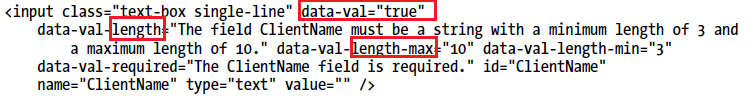 <input class="text-box single-line" data-val="true"
data-val-length="The field ClientName must be a string with a minimum length of 3 and
a maximum length of 10." data-val-length-max="10" data-val-length-min="3"
data-val-required="The ClientName field is required." id="ClientName"
name="ClientName" type="text" value="" />